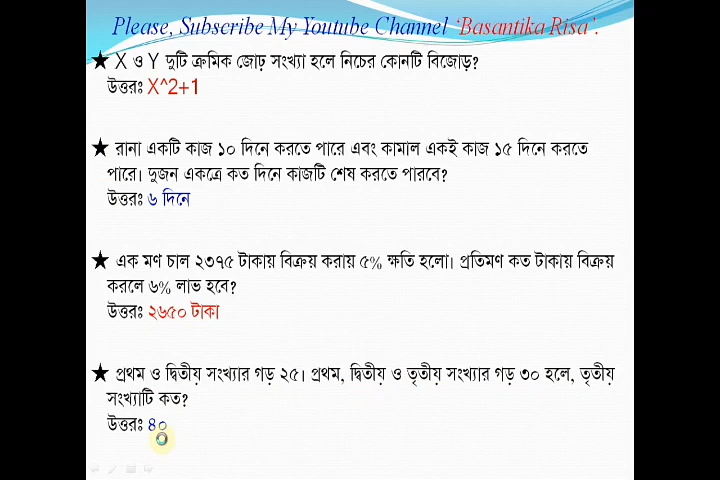 Please, Subscribe My Youtube Channel 'Basantika Risa'.
★ X ও Y দুটি ক্রমিক জোঢ় সংখ্যা হলে নিচের কোনটি বিজোড়?
উত্তরঃ X^2+1
★ রানা একটি কাজ ১০ দিনে করতে পারে এবং কামাল একই কাজ ১৫ দিনে করতে
পারে। দুজন একত্রে কত দিনে কাজটি শেষ করতে পারবে?
উত্তরঃ ৬ দিনে
★ এক মণ চাল ২৩৭৫ টাকায় বিক্রয় করায় ৫% ক্ষতি হলো। প্রতিমণ কত টাকায় বিক্রয়
করলে ৬% লাভ হবে?
উত্তরঃ ২৬৫০ টাকা
★ প্রথম ও দ্বিতীয় সংখ্যার গড় ২৫। প্রথম, দ্বিতীয় ও তৃতীয় সংখ্যার গড় ৩০ হলে, তৃতীয়
সংখ্যাটি কত?
উত্তরঃ ৪০